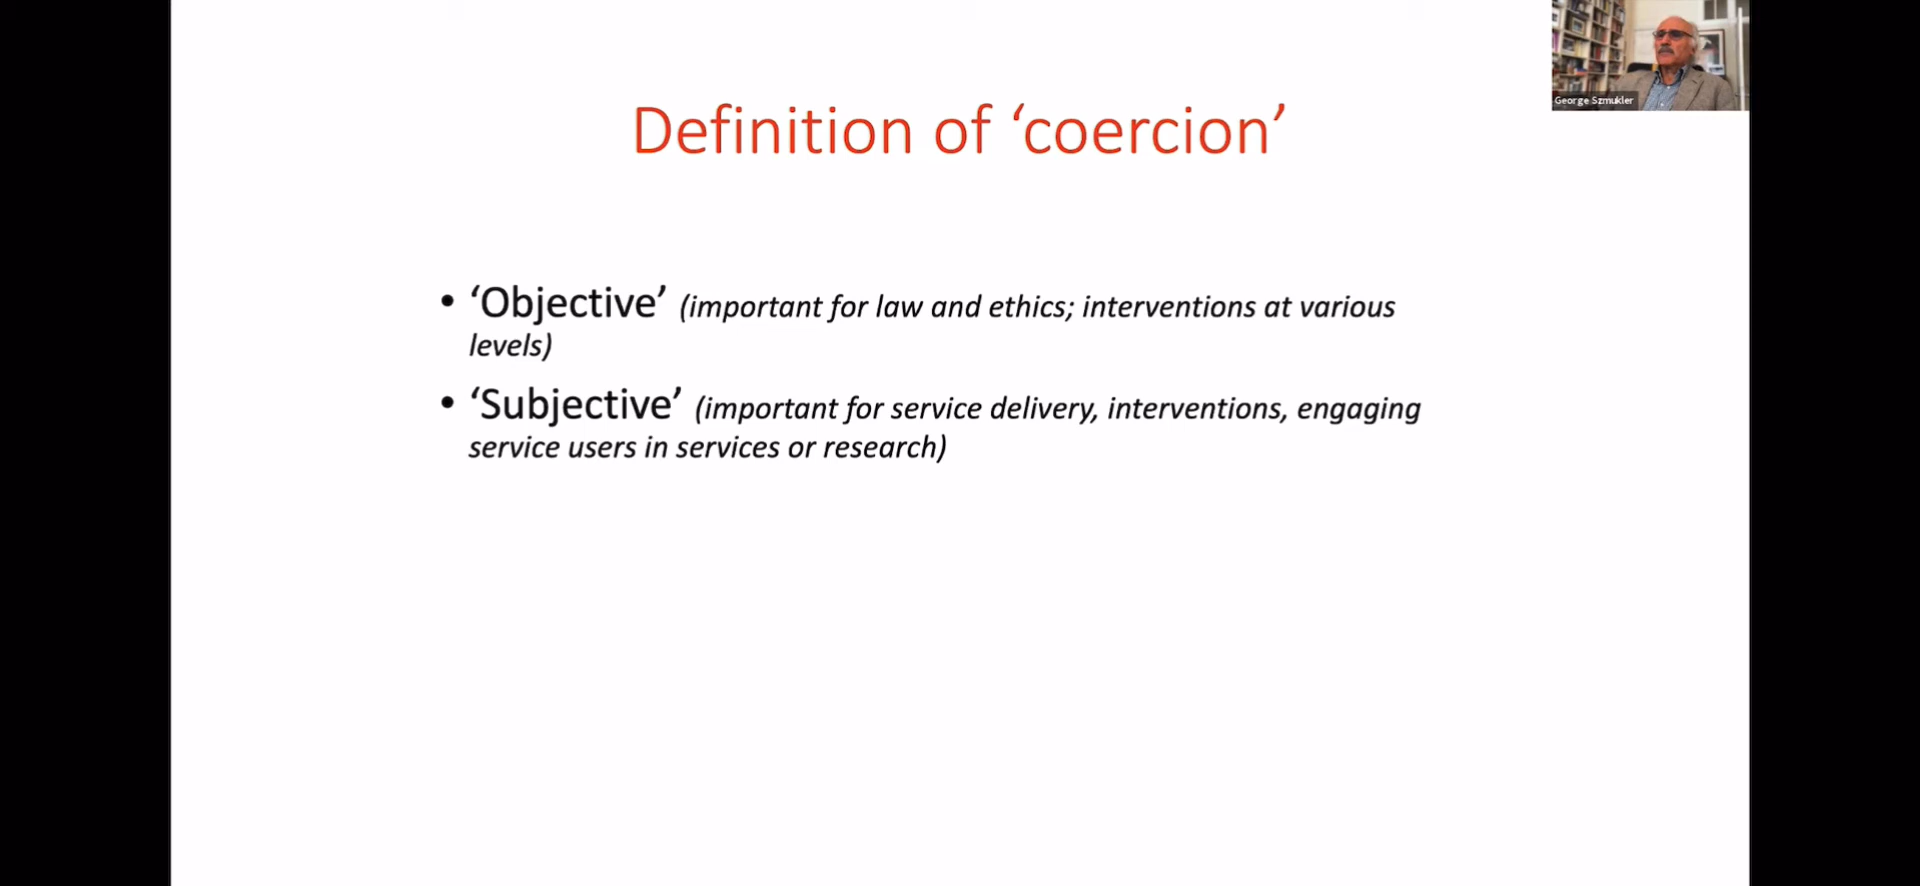 George Szmukler
Definition of ‘coercion’
• ‘Objective’ (important for law and ethics; interventions at various
levels)
• ‘Subjective’ (important for service delivery, interventions, engaging
service users in services or research)